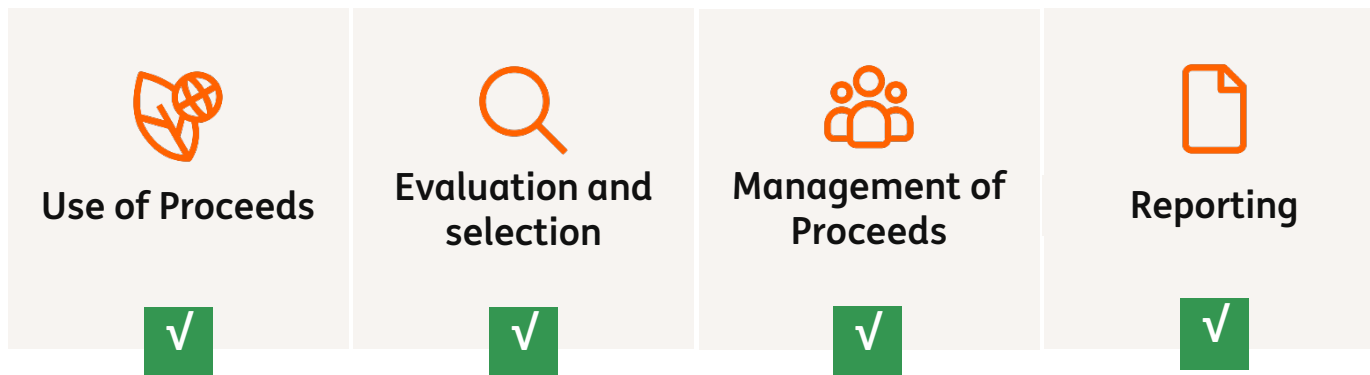 Use of Proceeds
Evaluation and
selection
Management of
Proceeds
Reporting
√
√
√
√